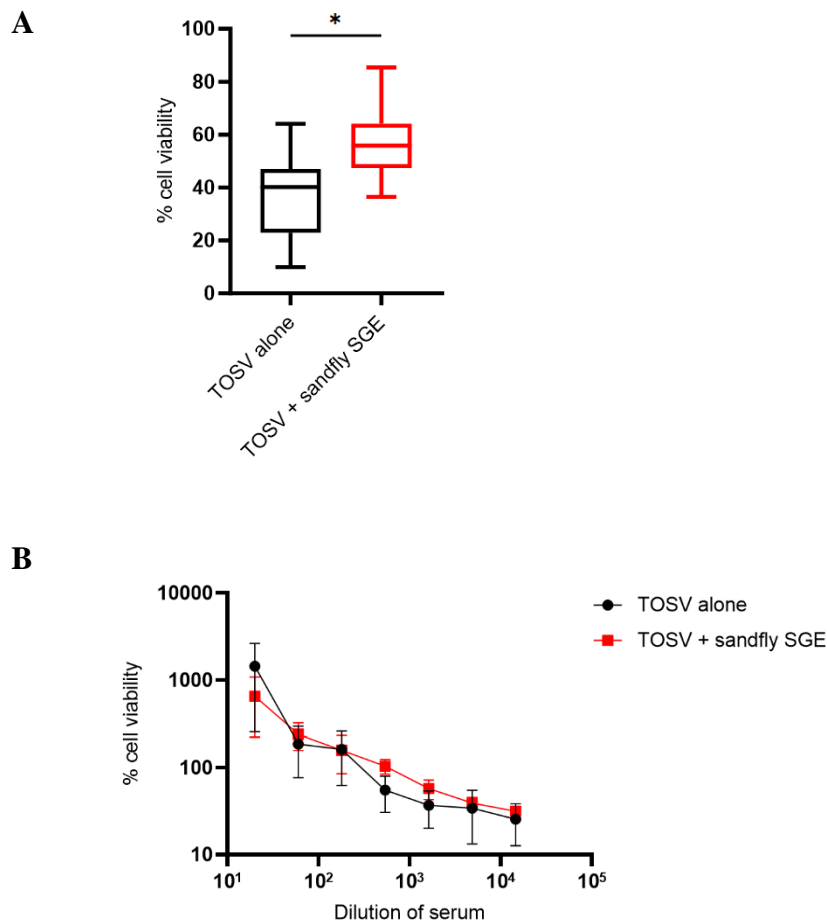 A
*
100
80
60
40
20
0
% cell viability
TOSV alone
TOSV + sandfly SGE
B
10000
1000
100
10
% cell viability
10¹ 10² 10³ 10⁴ 10⁵
Dilution of serum
TOSV alone
TOSV + sandfly SGE